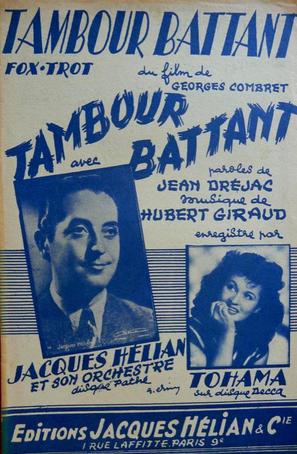 TAMBOUR BATTANT
FOX-TROT
du film de
GEORGES COMBRET
TAMBOUR
avec
BATTANT
paroles de
JEAN DRÉJAC
musique de
HUBERT GIRAUD
enregistré par
JACQUES HÉLIAN
ET SON ORCHESTRE
disque Pathé
TOHAMA
sur disque Decca
EDITIONS JACQUES HÉLIAN & CIE
1 RUE LAFFITTE. PARIS 9e